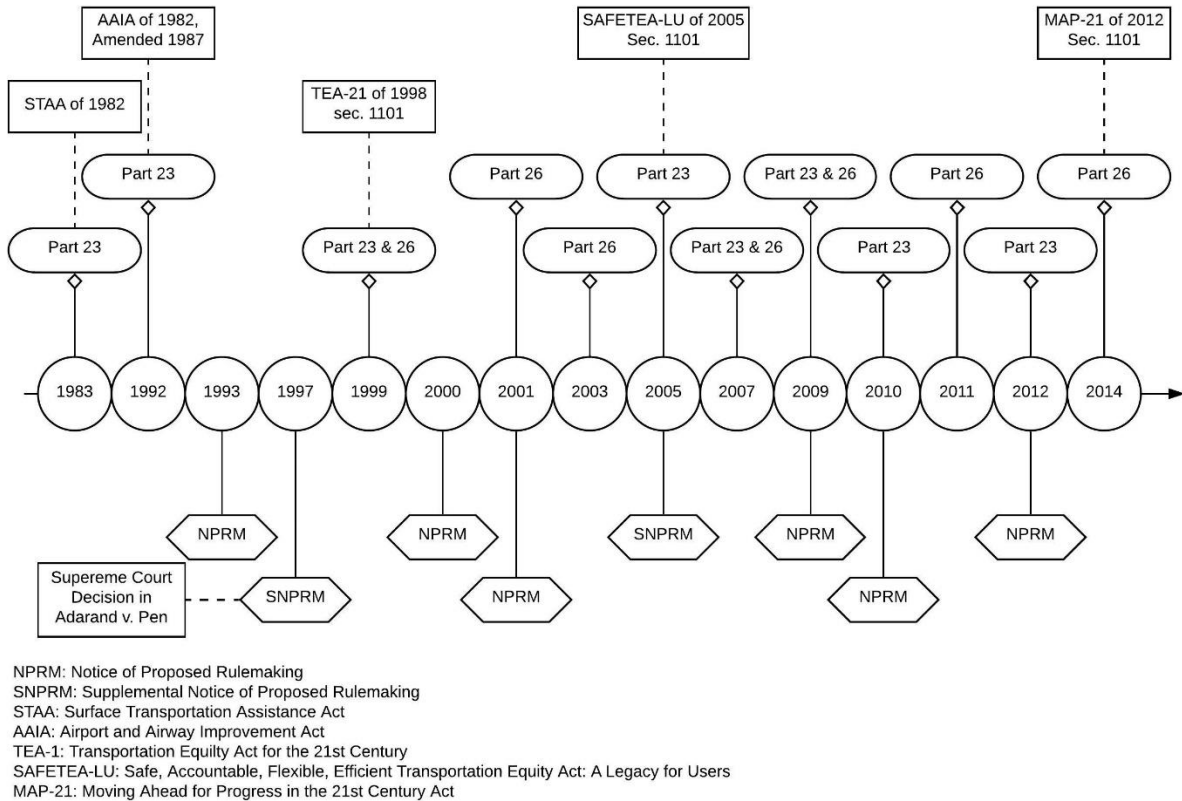 AAIA of 1982,
Amended 1987
SAFETEA-LU of 2005
Sec. 1101
MAP-21 of 2012
Sec. 1101
STAA of 1982
TEA-21 of 1998
sec. 1101
Part 23
Part 26
Part 23
Part 23 & 26
Part 26
Part 26
Part 23
Part 23 & 26
Part 26
Part 23 & 26
Part 23
Part 23
1983
1992
1993
1997
1999
2000
2001
2003
2005
2007
2009
2010
2011
2012
2014
NPRM
NPRM
SNPRM
NPRM
NPRM
Supereme Court
Decision in
Adarand v. Pen
SNPRM
NPRM
NPRM
NPRM: Notice of Proposed Rulemaking
SNPRM: Supplemental Notice of Proposed Rulemaking
STAA: Surface Transportation Assistance Act
AAIA: Airport and Airway Improvement Act
TEA-1: Transportation Equilty Act for the 21st Century
SAFETEA-LU: Safe, Accountable, Flexible, Efficient Transportation Equity Act: A Legacy for Users
MAP-21: Moving Ahead for Progress in the 21st Century Act